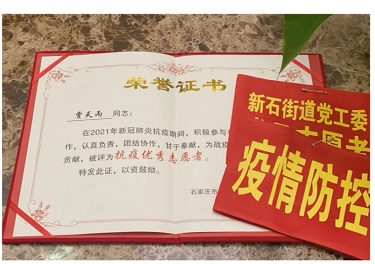 荣誉证书
贾天雨 同志:
在2021年新冠肺炎抗疫期间,积极参与
作,认真负责,团结协作,甘于奉献,为战疫
贡献,被评为抗疫优秀志愿者。
特发此证,以资鼓励。
石家庄市
新石街道党工委
志愿者
疫情防控